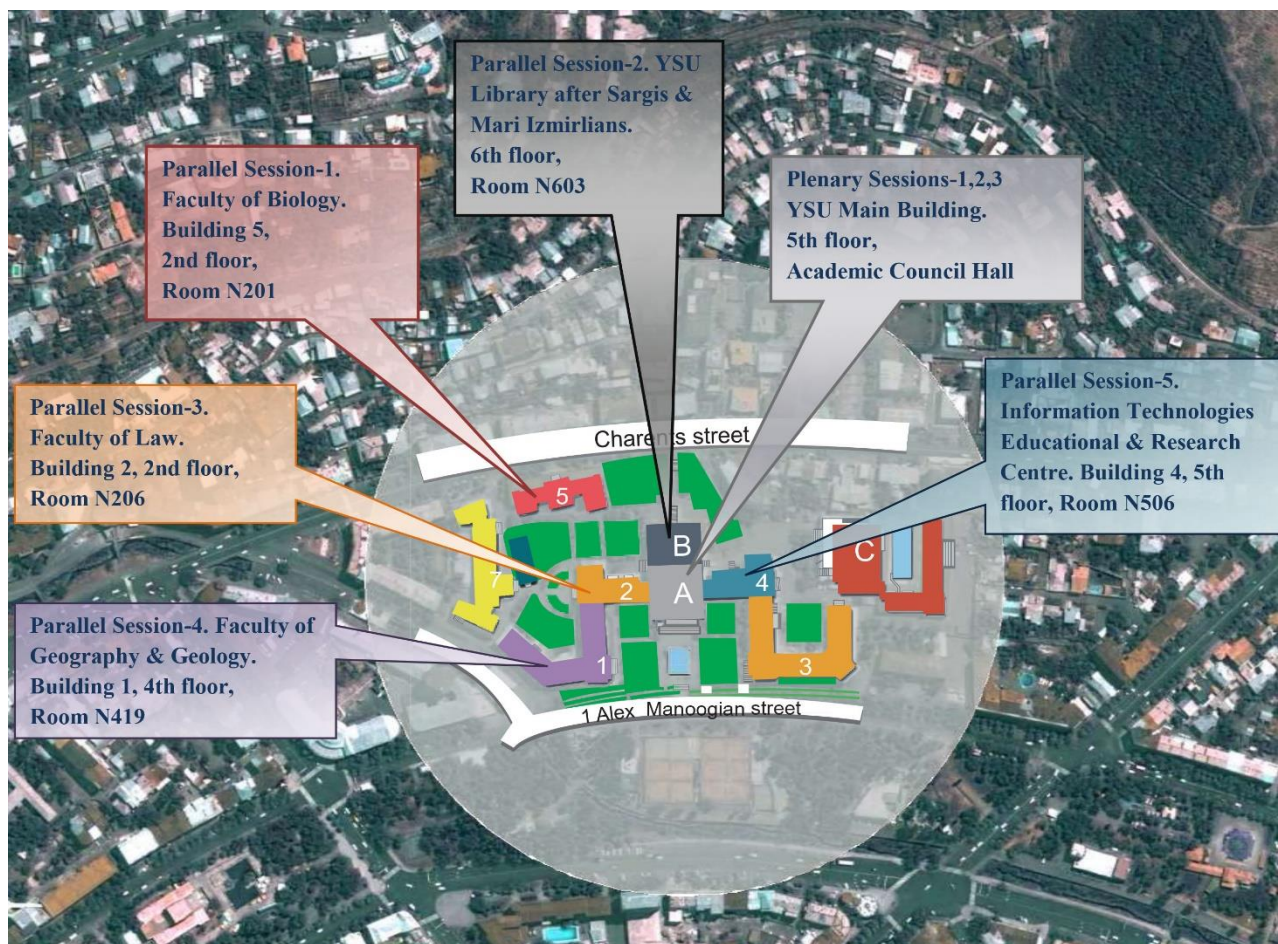 Parallel Session-2. YSU
Library after Sargis &
Mari Izmirlians.
6th floor,
Room N603
Parallel Session-1.
Faculty of Biology.
Building 5,
2nd floor,
Room N201
Plenary Sessions-1,2,3
YSU Main Building.
5th floor,
Academic Council Hall
Parallel Session-3.
Faculty of Law.
Building 2, 2nd floor,
Room N206
Parallel Session-5.
Information Technologies
Educational & Research
Centre. Building 4, 5th
floor, Room N506
Parallel Session-4. Faculty of
Geography & Geology.
Building 1, 4th floor,
Room N419
Charents street
5
B
C
7
2
A
4
1
3
1 Alex Manoogian street